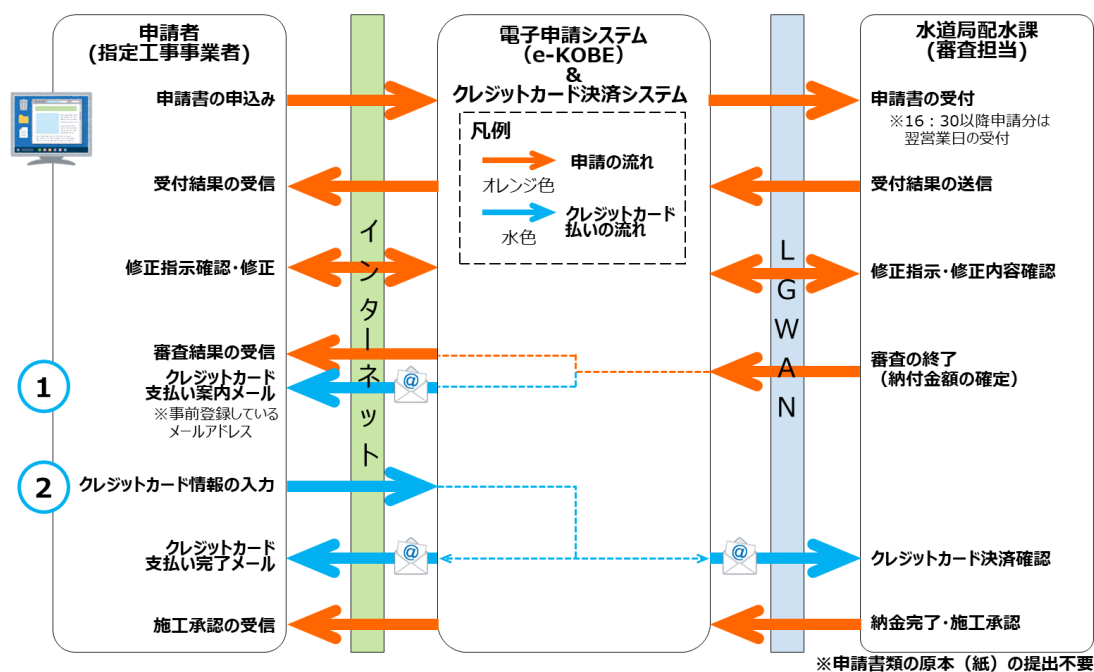 申請者
(指定工事事業者)
電子申請システム
（e-KOBE）
&
クレジットカード決済システム
水道局配水課
(審査担当)
申請書の申込み
申請書の受付
※16：30以降申請分は
翌営業日の受付
凡例
申請の流れ
オレンジ色
クレジットカード
払いの流れ
水色
インターネット
LGWAN
受付結果の受信
受付結果の送信
修正指示確認・修正
修正指示・修正内容確認
審査結果の受信
審査の終了
（納付金額の確定）
1
クレジットカード
支払い案内メール
@
※事前登録している
メールアドレス
2
クレジットカード情報の入力
クレジットカード
支払い完了メール
@
@
クレジットカード決済確認
施工承認の受信
納金完了・施工承認
※申請書類の原本（紙）の提出不要